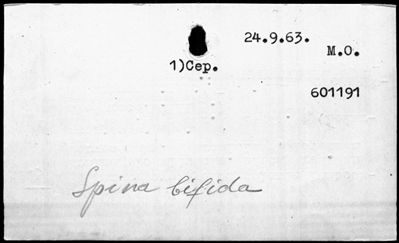 24.9.63.
M.O.
1)Cep.
601191
Spina bifida